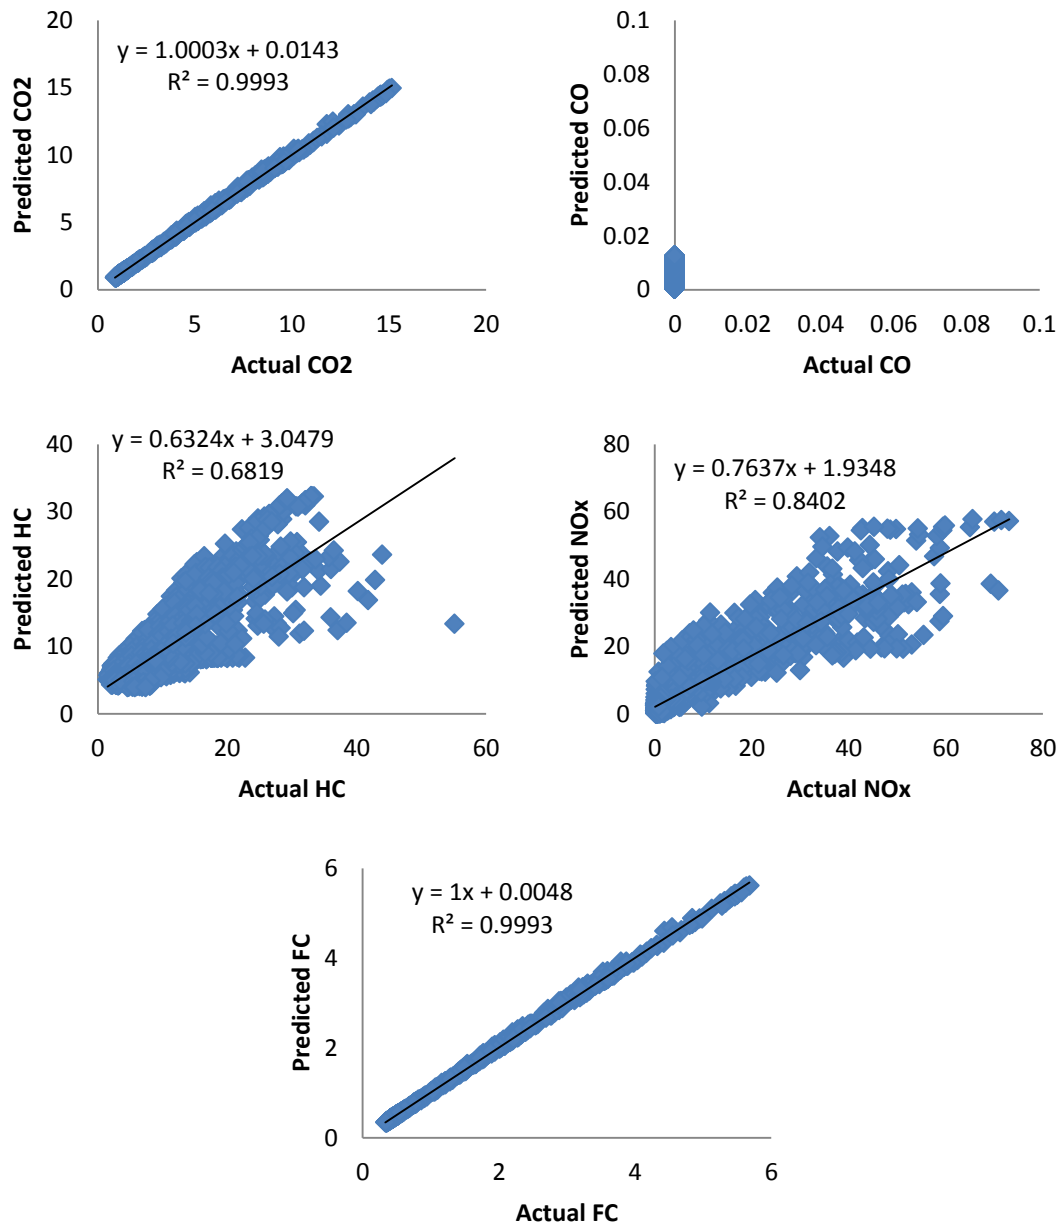 20
15
10
5
0
Predicted CO2
y = 1.0003x + 0.0143
R² = 0.9993
0 5 10 15 20
Actual CO2
0.1
0.08
0.06
0.04
0.02
0
Predicted CO
0 0.02 0.04 0.06 0.08 0.1
Actual CO
40
30
20
10
0
Predicted HC
y = 0.6324x + 3.0479
R² = 0.6819
0 20 40 60
Actual HC
80
60
40
20
0
Predicted NOx
y = 0.7637x + 1.9348
R² = 0.8402
0 20 40 60 80
Actual NOx
6
4
2
0
Predicted FC
y = 1x + 0.0048
R² = 0.9993
0 2 4 6
Actual FC